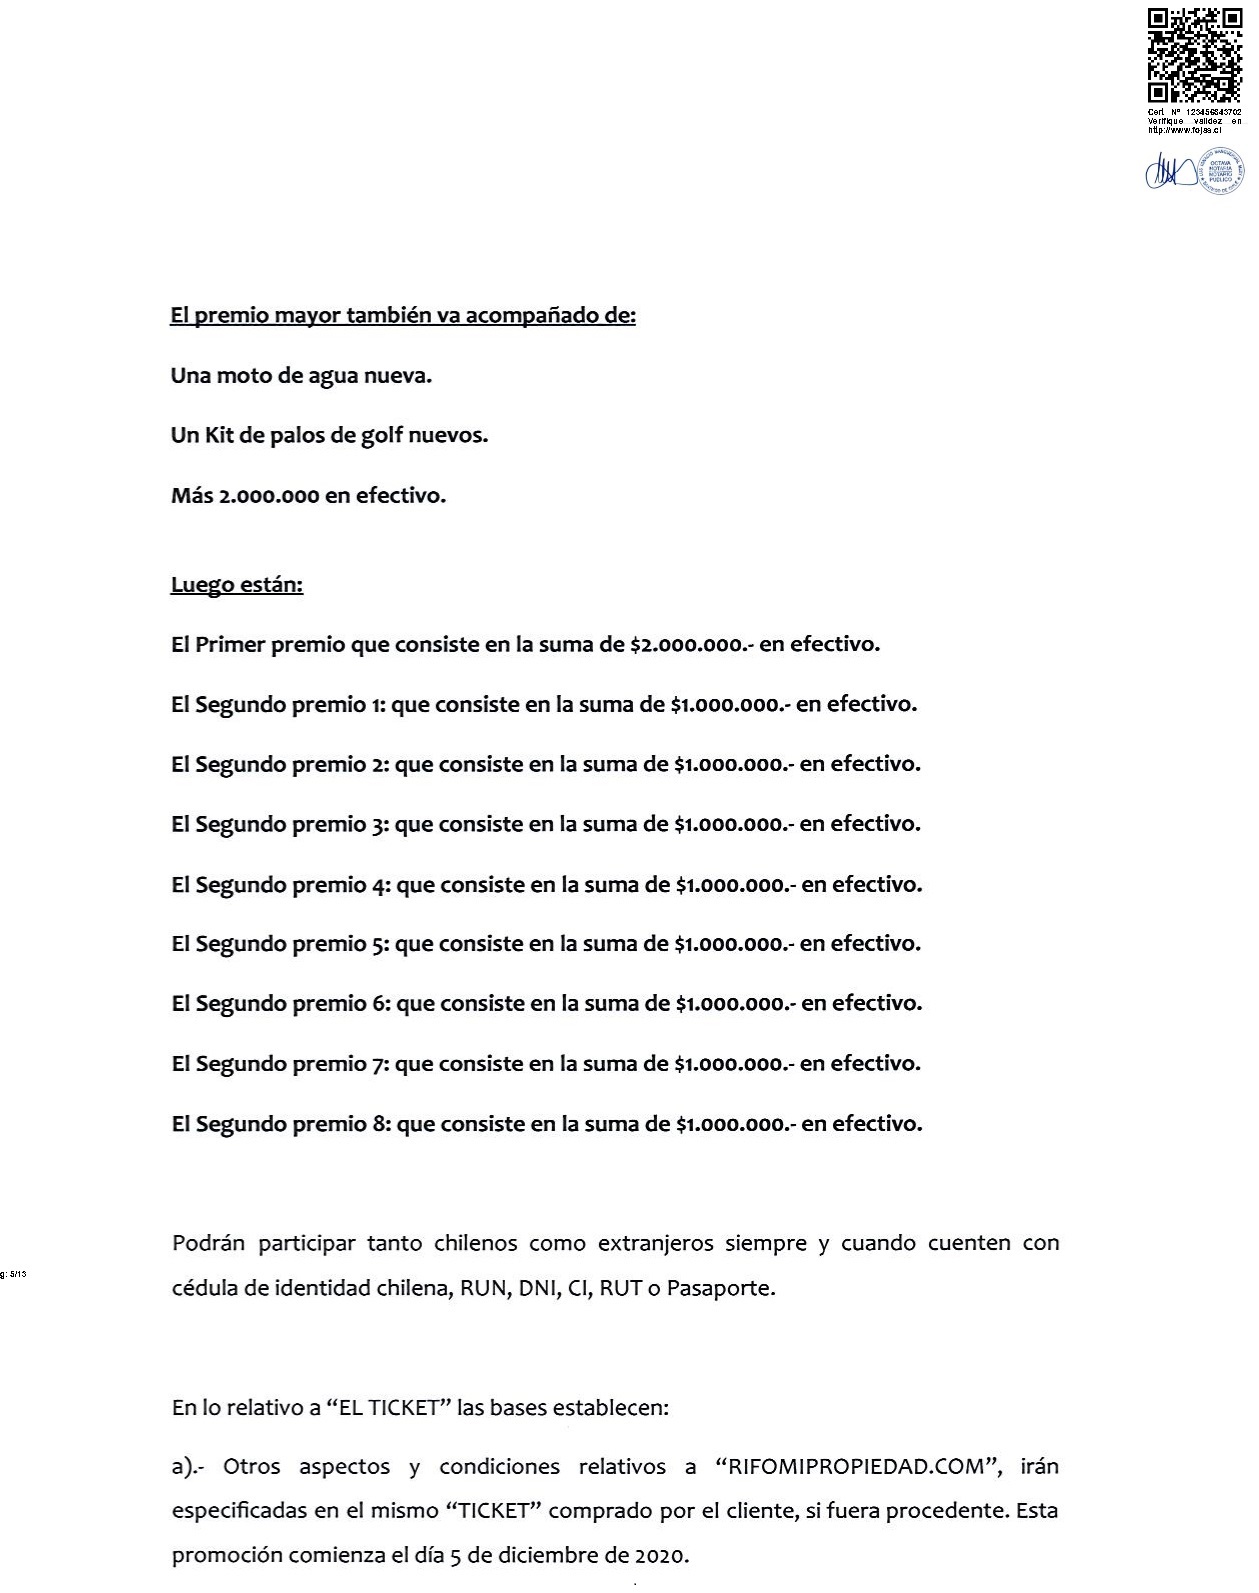 Cert. Nº 123456843702
Verifique validez en
http://www.fojas.cl
OCTAVA
NOTARIA
NOTARIO
PUBLICO
El premio mayor también va acompañado de:
Una moto de agua nueva.
Un Kit de palos de golf nuevos.
Más 2.000.000 en efectivo.
Luego están:
El Primer premio que consiste en la suma de $2.000.000.- en efectivo.
El Segundo premio 1: que consiste en la suma de $1.000.000.- en efectivo.
El Segundo premio 2: que consiste en la suma de $1.000.000.- en efectivo.
El Segundo premio 3: que consiste en la suma de $1.000.000.- en efectivo.
El Segundo premio 4: que consiste en la suma de $1.000.000.- en efectivo.
El Segundo premio 5: que consiste en la suma de $1.000.000.- en efectivo.
El Segundo premio 6: que consiste en la suma de $1.000.000.- en efectivo.
El Segundo premio 7: que consiste en la suma de $1.000.000.- en efectivo.
El Segundo premio 8: que consiste en la suma de $1.000.000.- en efectivo.
Podrán participar tanto chilenos como extranjeros siempre y cuando cuenten con
g: 5/13
cédula de identidad chilena, RUN, DNI, CI, RUT o Pasaporte.
En lo relativo a “EL TICKET” las bases establecen:
a).- Otros aspectos y condiciones relativos a “RIFOMIPROPIEDAD.COM”, irán
especificadas en el mismo “TICKET” comprado por el cliente, si fuera procedente. Esta
promoción comienza el día 5 de diciembre de 2020.